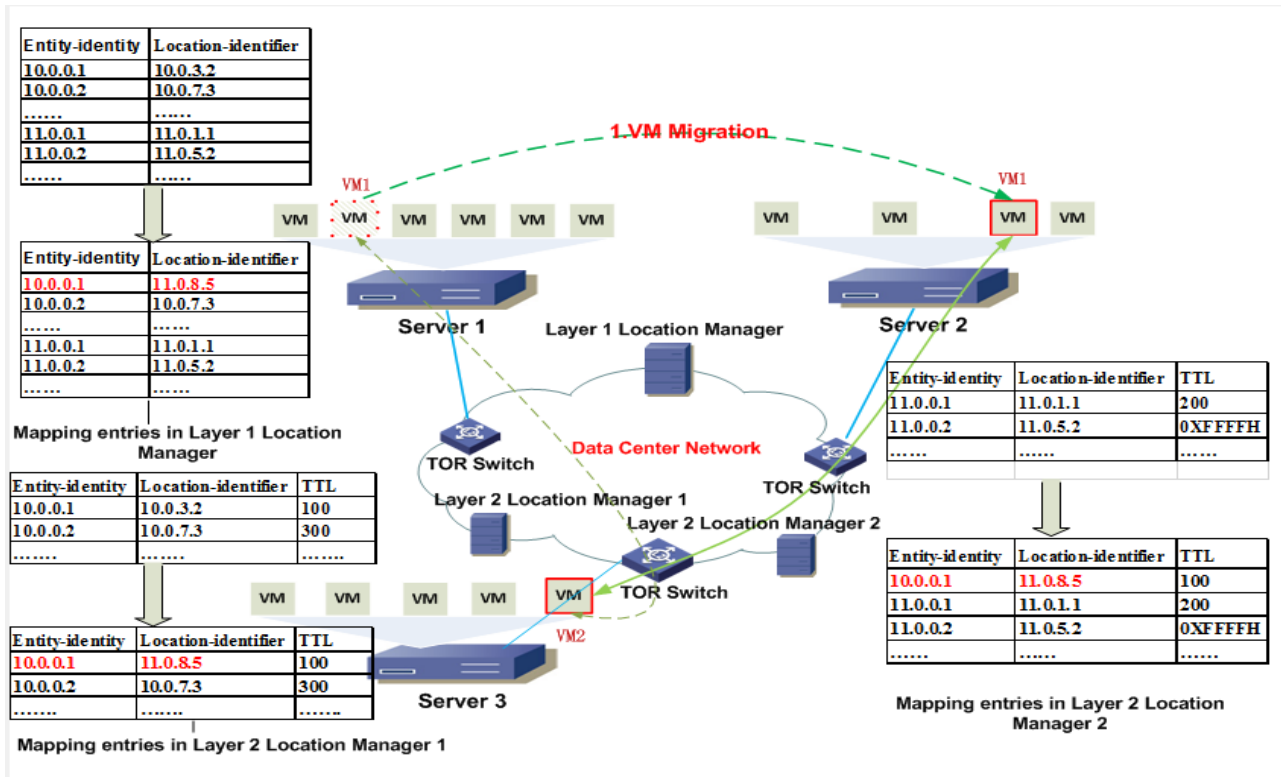 Entity-identity Location-identifier
10.0.0.1 10.0.3.2
10.0.0.2 10.0.7.3
...... ......
11.0.0.1 11.0.1.1
11.0.0.2 11.0.5.2
...... ......
1.VM Migration
VM1
VM1
VM VM VM VM VM VM
VM VM VM VM
Entity-identity Location-identifier
10.0.0.1 11.0.8.5
10.0.0.2 10.0.7.3
...... ......
11.0.0.1 11.0.1.1
11.0.0.2 11.0.5.2
...... ......
Mapping entries in Layer 1 Location
Manager
Server 1
Server 2
Layer 1 Location Manager
TOR Switch
Data Center Network
TOR Switch
Layer 2 Location Manager 1
Layer 2 Location Manager 2
TOR Switch
Entity-identity Location-identifier TTL
11.0.0.1 11.0.1.1 200
11.0.0.2 11.0.5.2 0XFFFFH
...... ...... ......
Entity-identity Location-identifier TTL
10.0.0.1 10.0.3.2 100
10.0.0.2 10.0.7.3 300
....... ....... .......
VM VM VM VM VM
VM2
Server 3
Entity-identity Location-identifier TTL
10.0.0.1 11.0.8.5 100
10.0.0.2 10.0.7.3 300
....... ....... .......
Mapping entries in Layer 2 Location Manager 1
Entity-identity Location-identifier TTL
10.0.0.1 11.0.8.5 100
11.0.0.1 11.0.1.1 200
11.0.0.2 11.0.5.2 0XFFFFH
...... ...... ......
Mapping entries in Layer 2 Location
Manager 2